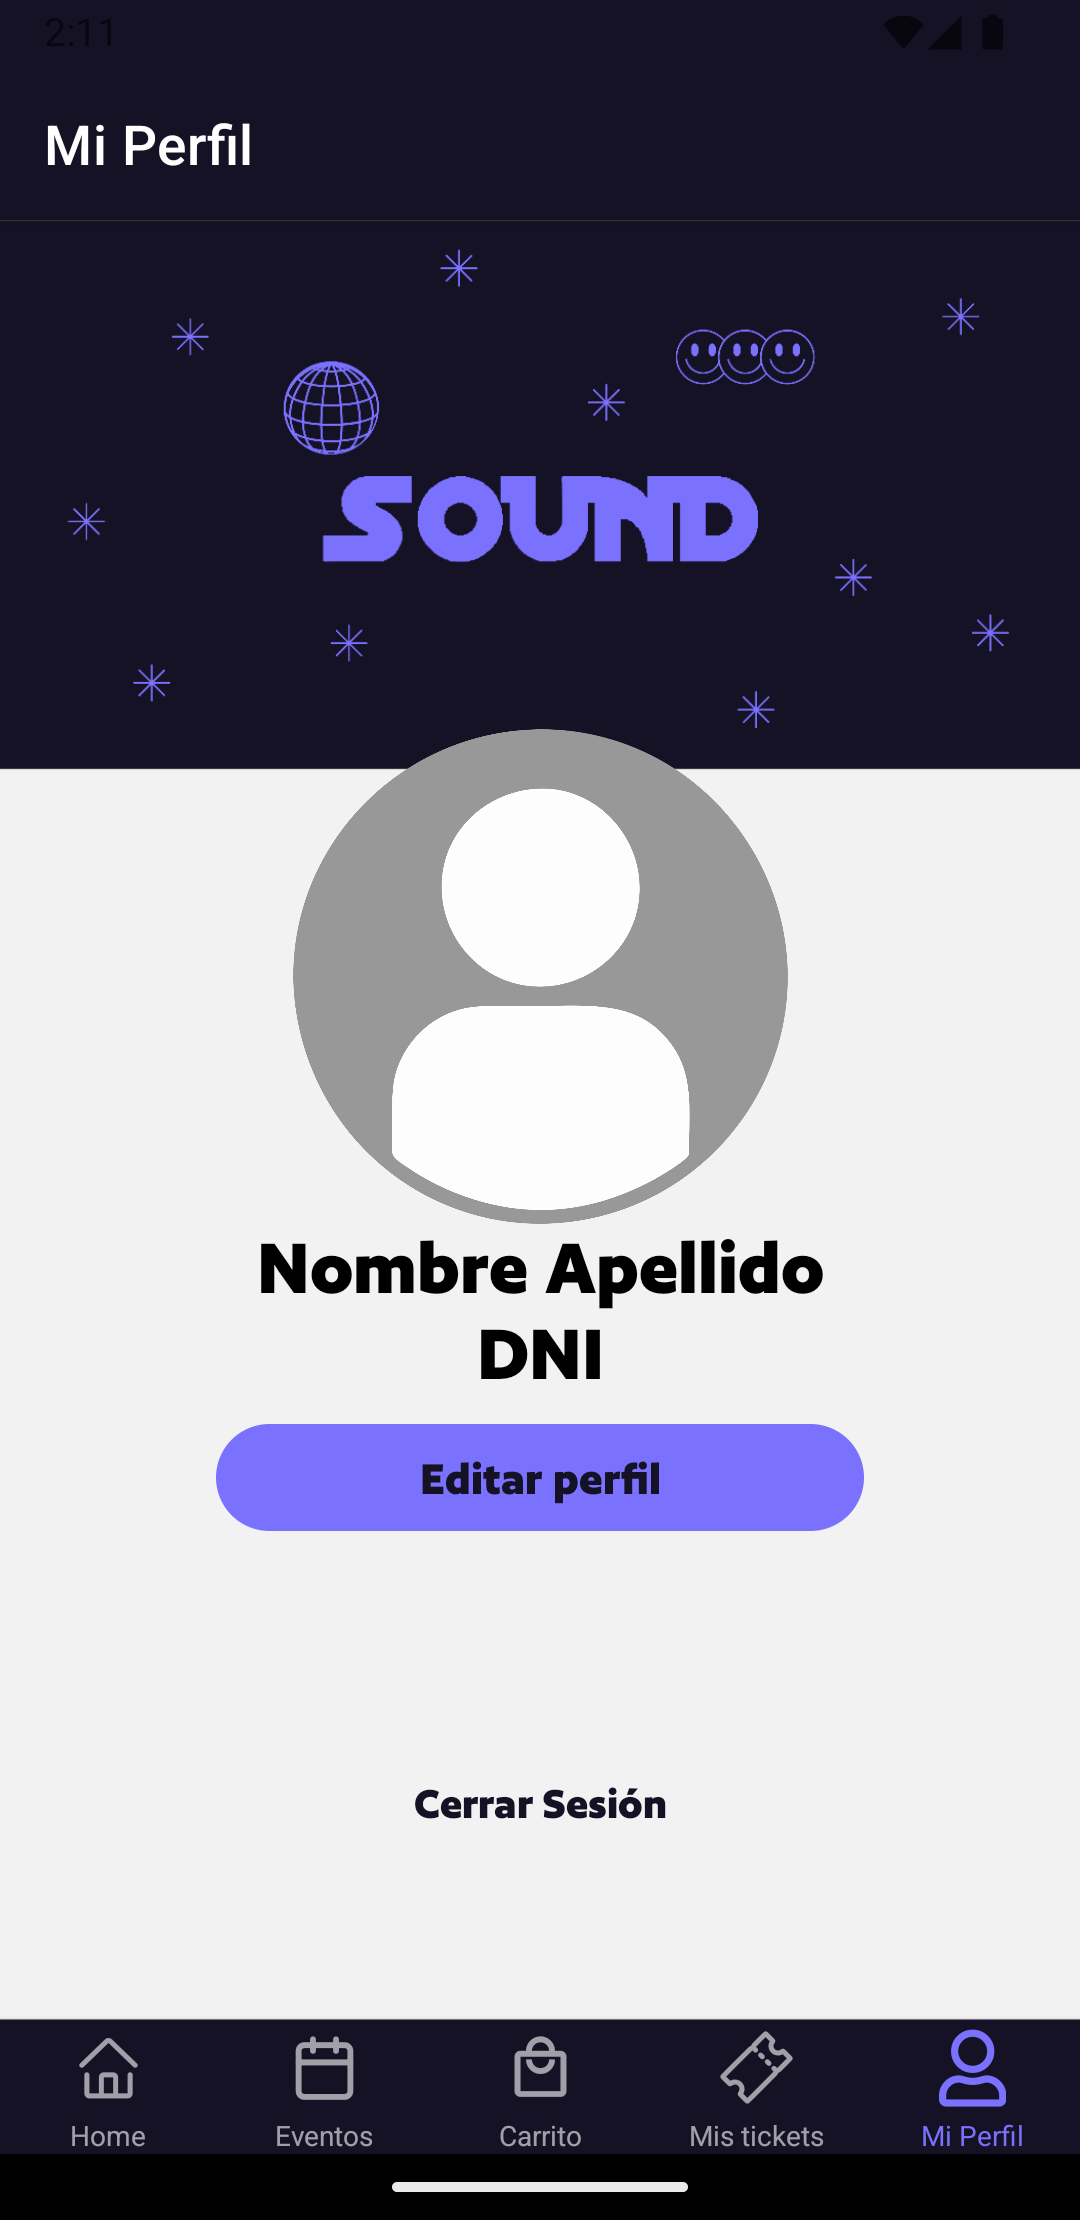 2:11
Mi Perfil
SOUND
Nombre Apellido
DNI
Editar perfil
Cerrar Sesión
Home
Eventos
Carrito
Mis tickets
Mi Perfil